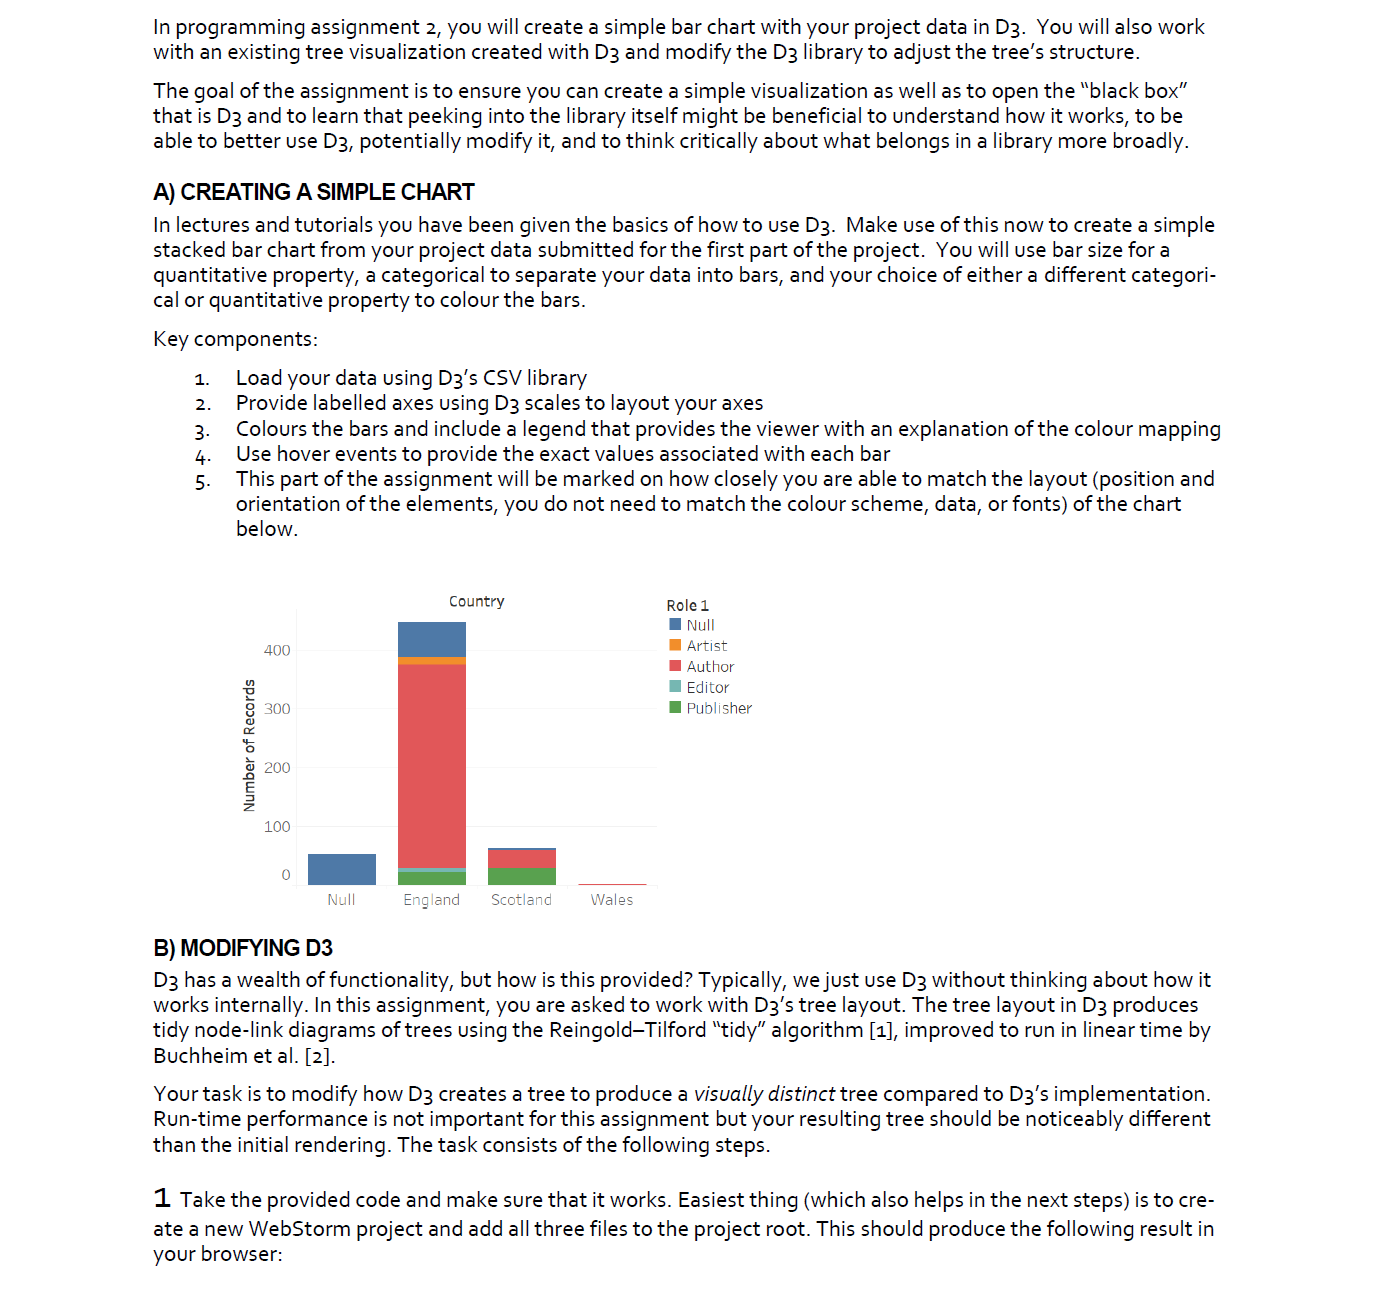 In programming assignment 2, you will create a simple bar chart with your project data in D3.  You will also work
with an existing tree visualization created with D3 and modify the D3 library to adjust the tree’s structure.
The goal of the assignment is to ensure you can create a simple visualization as well as to open the “black box”
that is D3 and to learn that peeking into the library itself might be beneficial to understand how it works, to be
able to better use D3, potentially modify it, and to think critically about what belongs in a library more broadly.
A) CREATING A SIMPLE CHART
In lectures and tutorials you have been given the basics of how to use D3.  Make use of this now to create a simple
stacked bar chart from your project data submitted for the first part of the project.  You will use bar size for a
quantitative property, a categorical to separate your data into bars, and your choice of either a different categori-
cal or quantitative property to colour the bars.
Key components:
1. Load your data using D3’s CSV library
2. Provide labelled axes using D3 scales to layout your axes
3. Colours the bars and include a legend that provides the viewer with an explanation of the colour mapping
4. Use hover events to provide the exact values associated with each bar
5. This part of the assignment will be marked on how closely you are able to match the layout (position and
orientation of the elements, you do not need to match the colour scheme, data, or fonts) of the chart
below.
Country
Role 1
Null
Artist
Author
Editor
Publisher
Number of Records
400
300
200
100
0
Null England Scotland Wales
B) MODIFYING D3
D3 has a wealth of functionality, but how is this provided? Typically, we just use D3 without thinking about how it
works internally. In this assignment, you are asked to work with D3’s tree layout. The tree layout in D3 produces
tidy node-link diagrams of trees using the Reingold–Tilford “tidy” algorithm [1], improved to run in linear time by
Buchheim et al. [2].
Your task is to modify how D3 creates a tree to produce a visually distinct tree compared to D3’s implementation.
Run-time performance is not important for this assignment but your resulting tree should be noticeably different
than the initial rendering. The task consists of the following steps.
1 Take the provided code and make sure that it works. Easiest thing (which also helps in the next steps) is to cre-
ate a new WebStorm project and add all three files to the project root. This should produce the following result in
your browser: